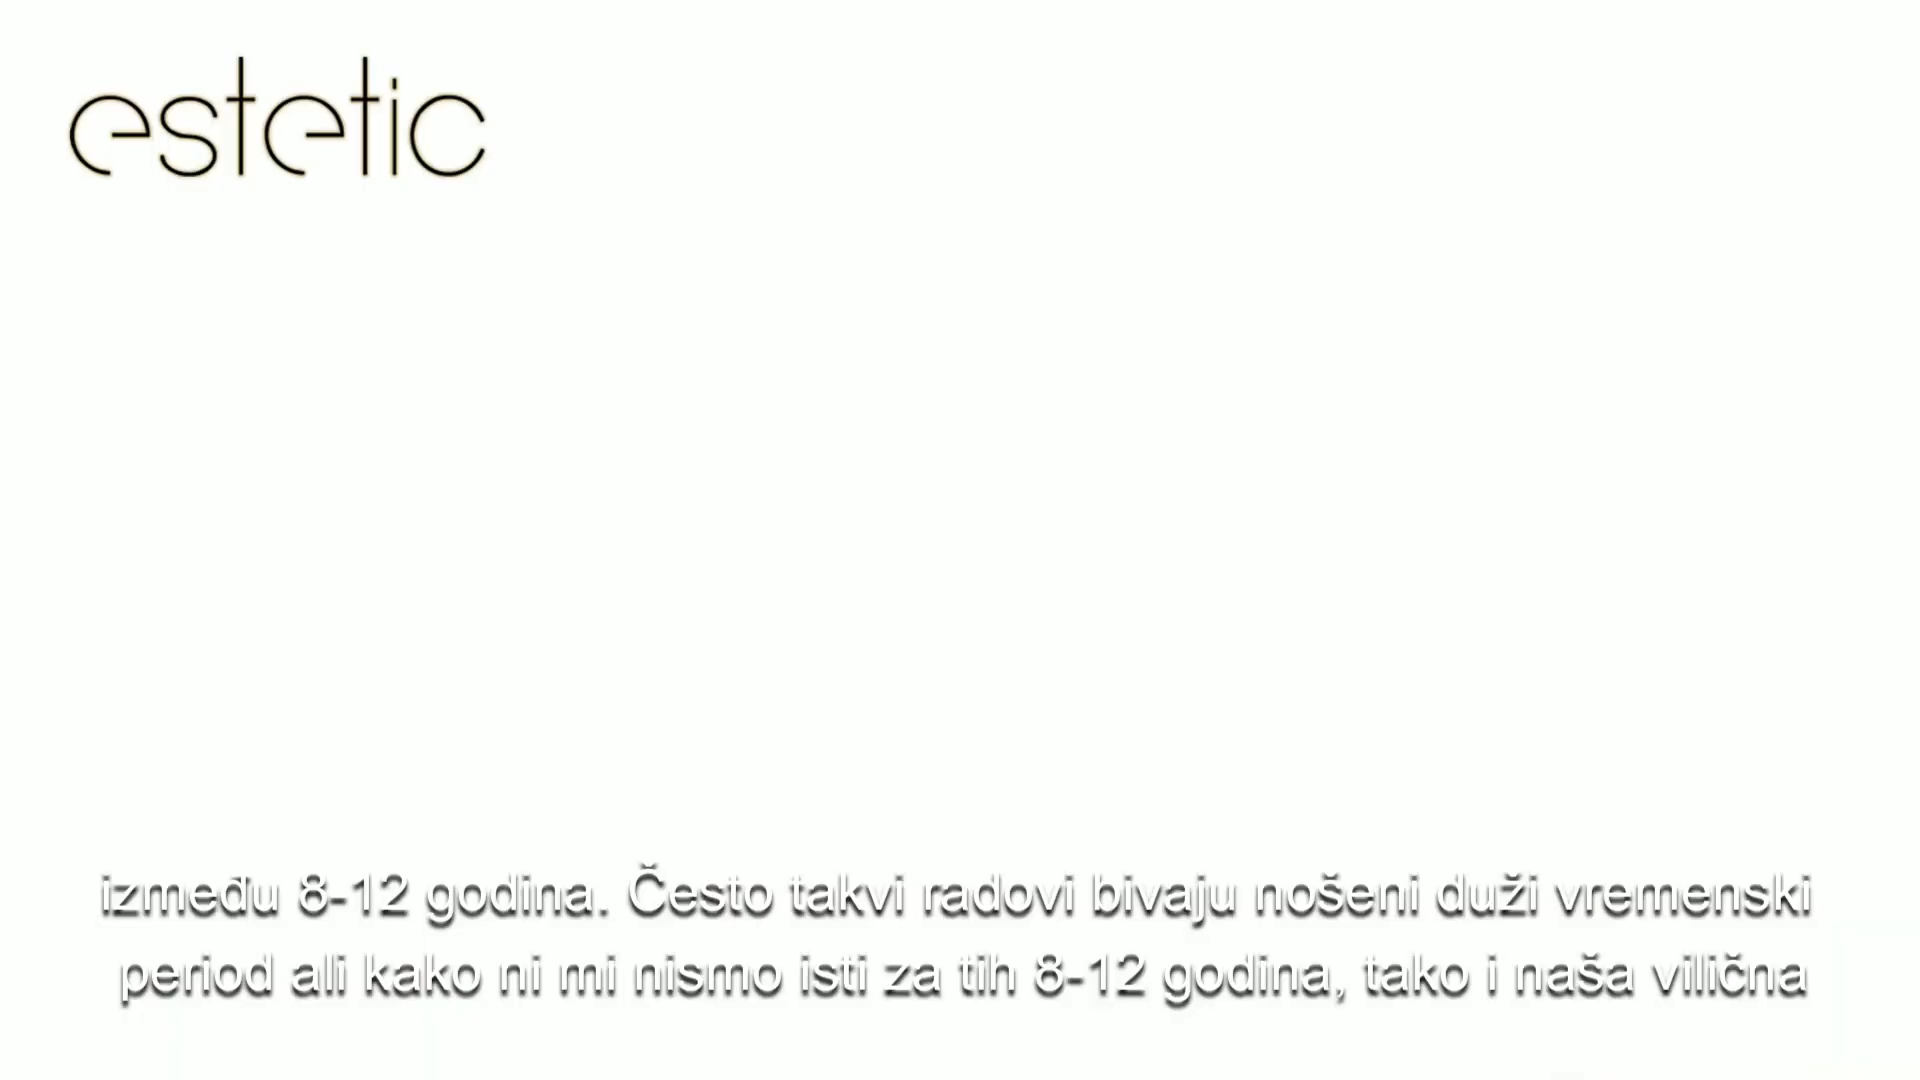 estetic
između 8-12 godina. Često takvi radovi bivaju nošeni duži vremenski
period ali kako ni mi nismo isti za tih 8-12 godina, tako i naša vilična